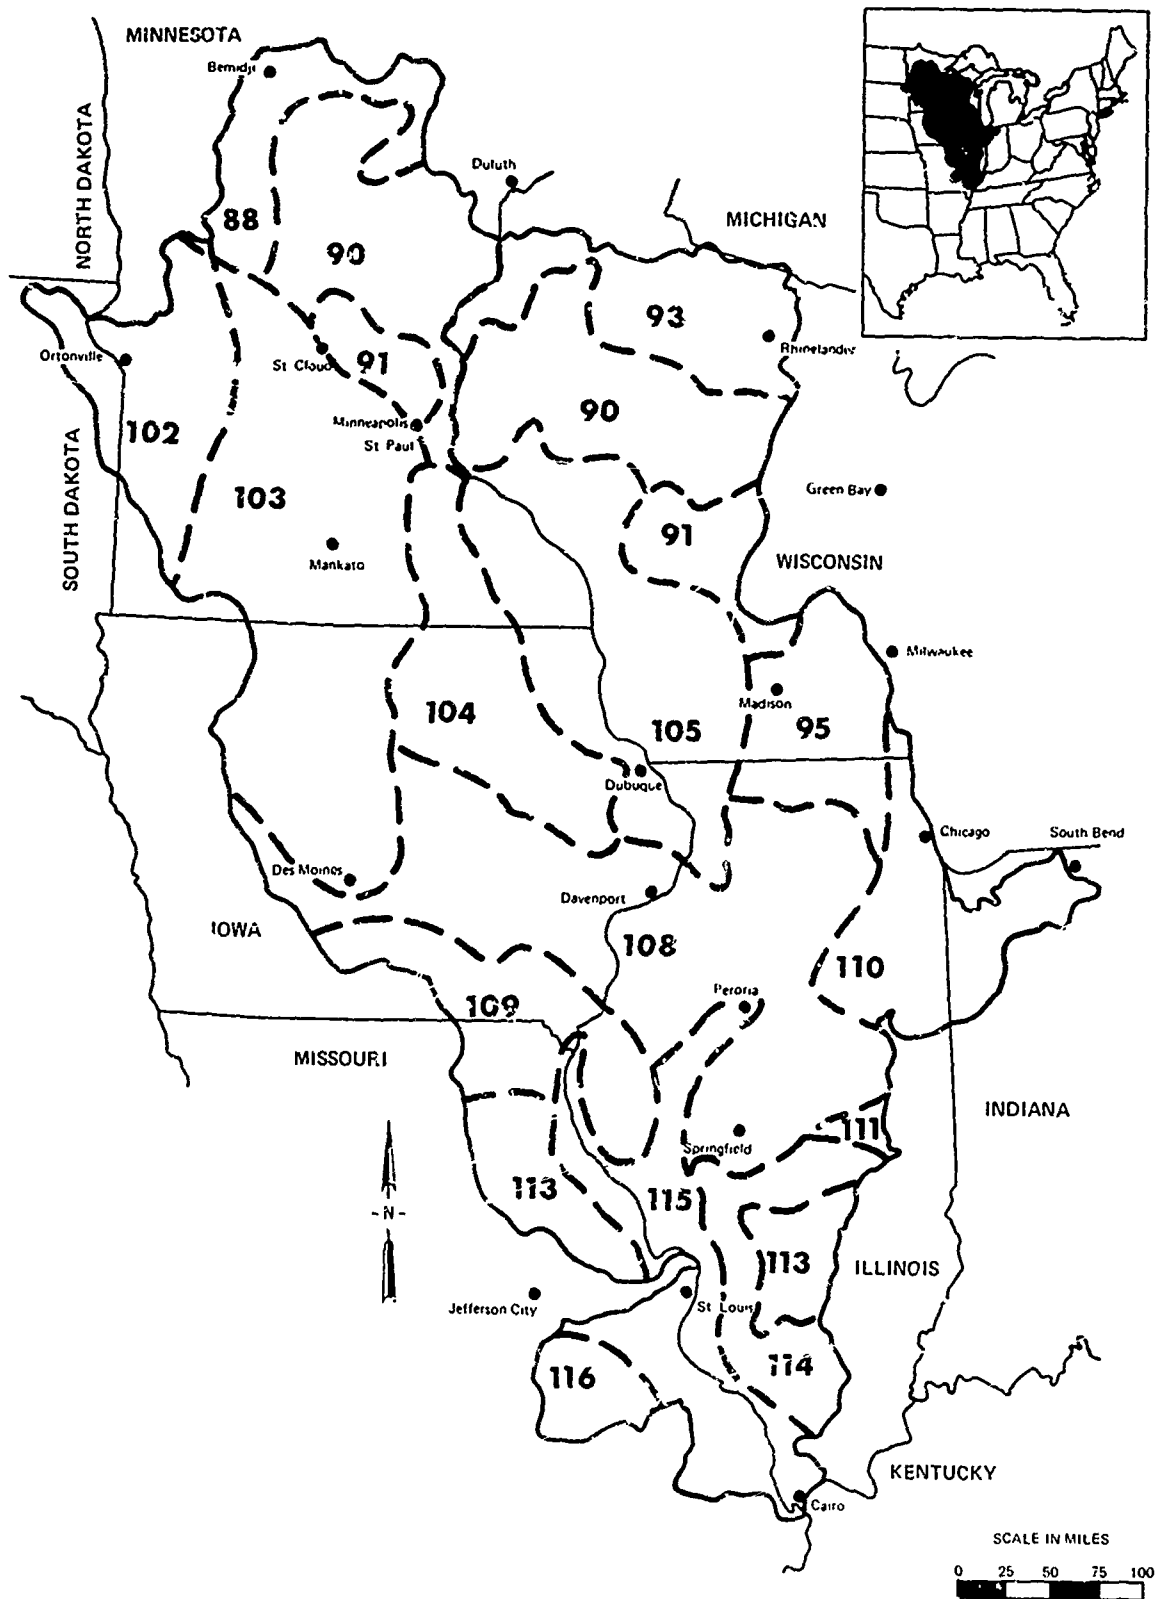 MINNESOTA
Bemidji
NORTH DAKOTA
Duluth
88
MICHIGAN
90
93
Ortonville
St Cloud
91
Rhinelander
102
Minneapolis
St Paul
90
SOUTH DAKOTA
103
Green Bay
91
Mankato
WISCONSIN
Milwaukee
Madison
104
105
95
Dubuque
Chicago
South Bend
Des Moines
Davenport
IOWA
108
110
Peroria
109
MISSOURI
INDIANA
111
Springfield
113
115
N
113
ILLINOIS
Jefferson City
St Louis
114
116
KENTUCKY
Cairo
SCALE IN MILES
0 25 50 75 100